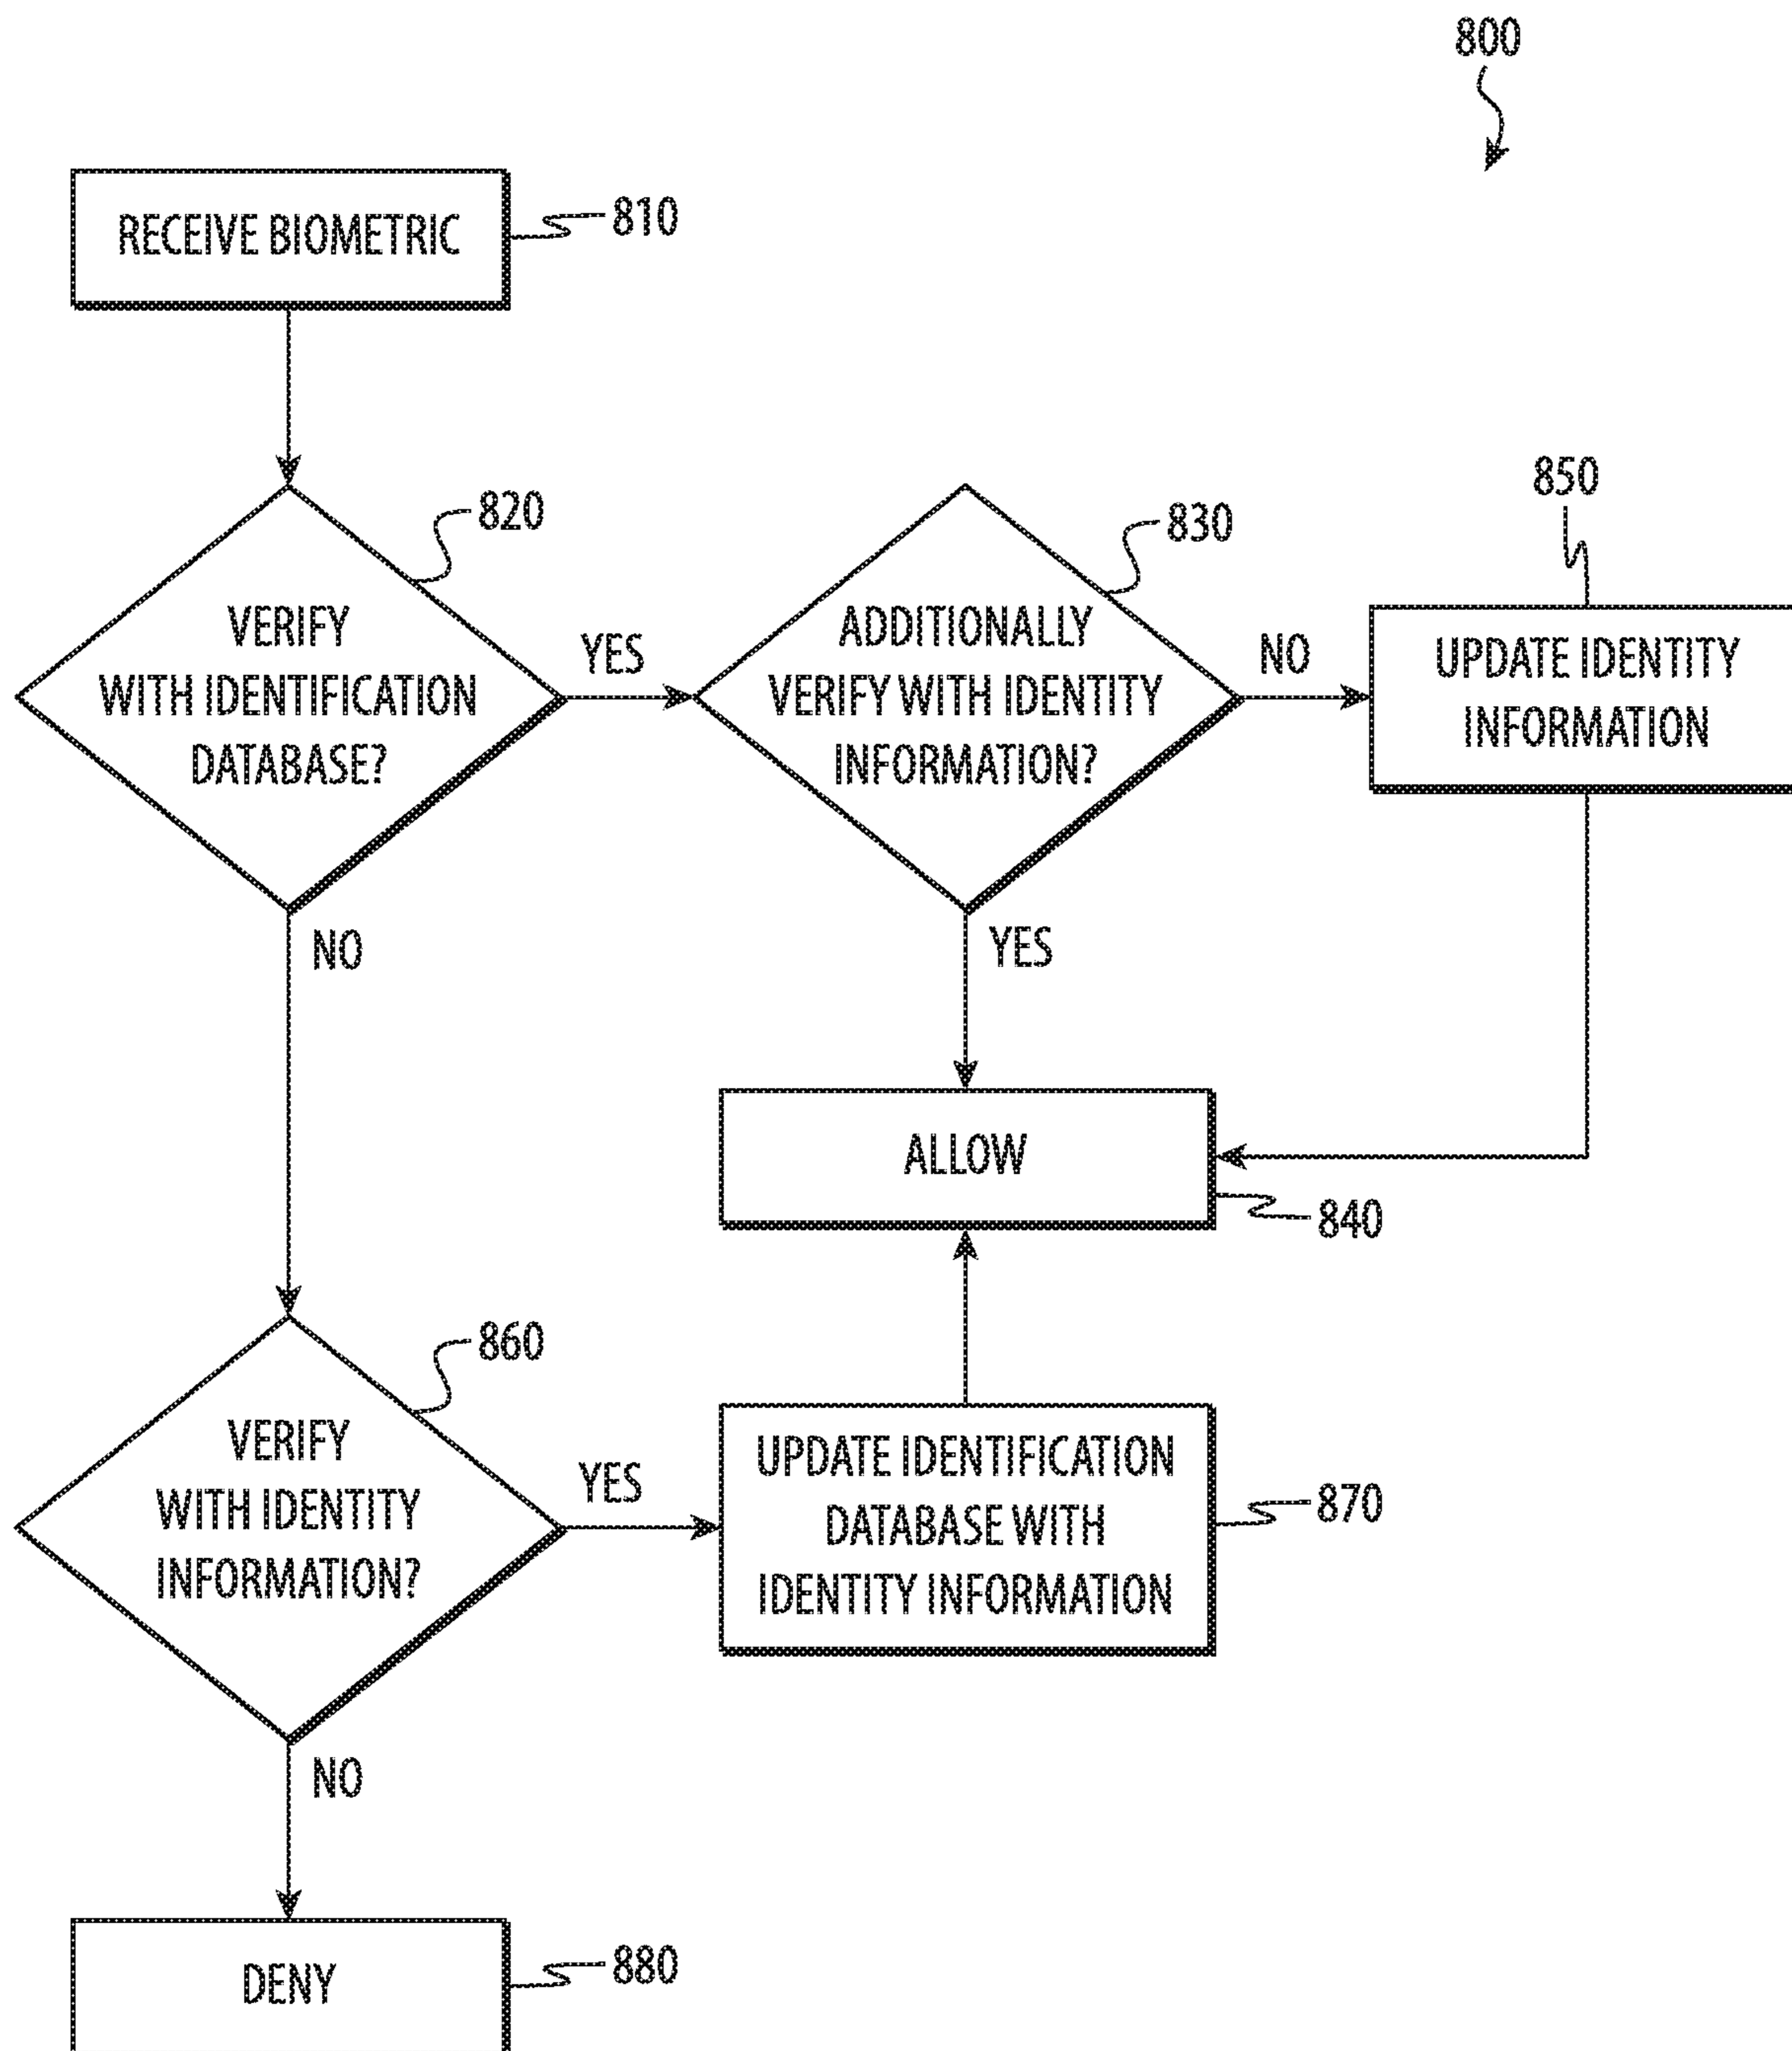 800
RECEIVE BIOMETRIC
810
820
VERIFY
WITH IDENTIFICATION
DATABASE?
YES
830
ADDITIONALLY
VERIFY WITH IDENTITY
INFORMATION?
NO
850
UPDATE IDENTITY
INFORMATION
NO
YES
ALLOW
840
860
VERIFY
WITH IDENTITY
INFORMATION?
YES
UPDATE IDENTIFICATION
DATABASE WITH
IDENTITY INFORMATION
870
NO
DENY
880